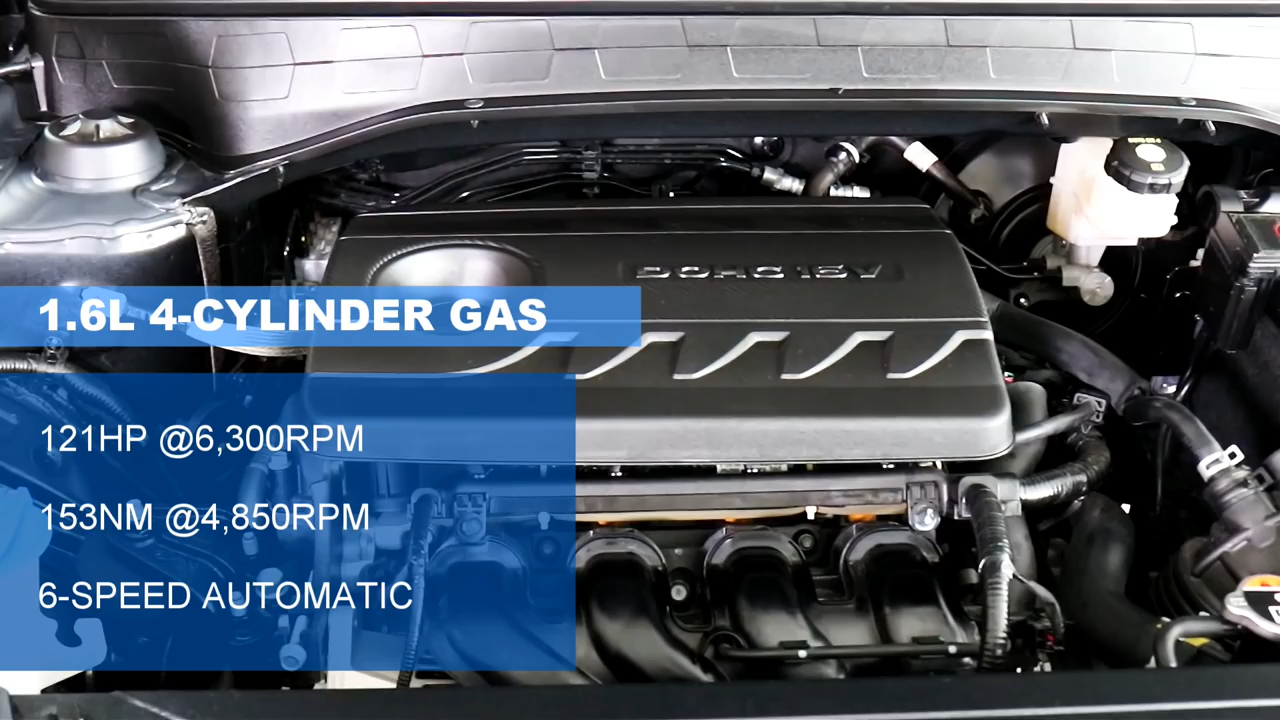 DOHC 16V
1.6L 4-CYLINDER GAS
121HP @6,300RPM
153NM @4,850RPM
6-SPEED AUTOMATIC